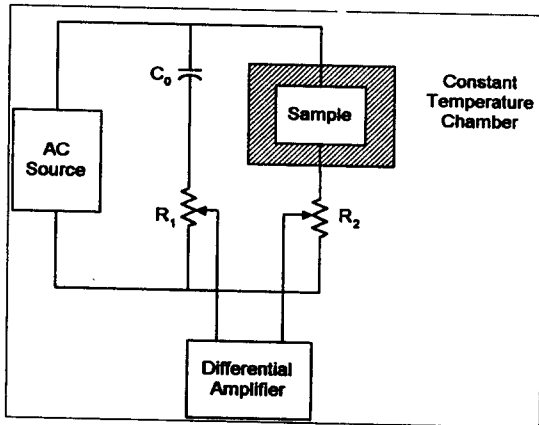 C₀
Sample
Constant
Temperature
Chamber
AC
Source
R₁
R₂
Differential
Amplifier